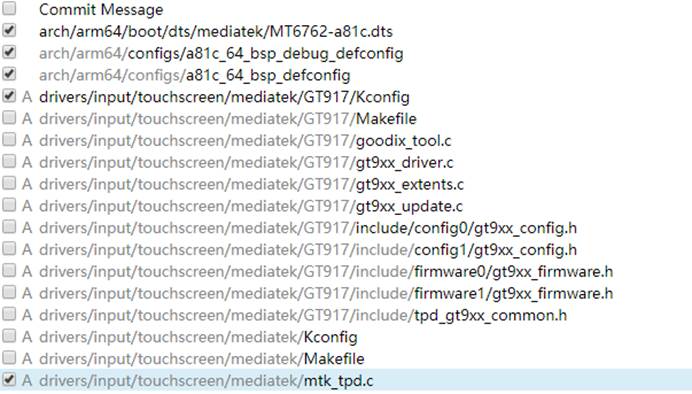 Commit Message
arch/arm64/boot/dts/mediatek/MT6762-a81c.dts
arch/arm64/configs/a81c_64_bsp_debug_defconfig
arch/arm64/configs/a81c_64_bsp_defconfig
A drivers/input/touchscreen/mediatek/GT917/Kconfig
A drivers/input/touchscreen/mediatek/GT917/Makefile
A drivers/input/touchscreen/mediatek/GT917/goodix_tool.c
A drivers/input/touchscreen/mediatek/GT917/gt9xx_driver.c
A drivers/input/touchscreen/mediatek/GT917/gt9xx_extents.c
A drivers/input/touchscreen/mediatek/GT917/gt9xx_update.c
A drivers/input/touchscreen/mediatek/GT917/include/config0/gt9xx_config.h
A drivers/input/touchscreen/mediatek/GT917/include/config1/gt9xx_config.h
A drivers/input/touchscreen/mediatek/GT917/include/firmware0/gt9xx_firmware.h
A drivers/input/touchscreen/mediatek/GT917/include/firmware1/gt9xx_firmware.h
A drivers/input/touchscreen/mediatek/GT917/include/tpd_gt9xx_common.h
A drivers/input/touchscreen/mediatek/Kconfig
A drivers/input/touchscreen/mediatek/Makefile
A drivers/input/touchscreen/mediatek/mtk_tpd.c